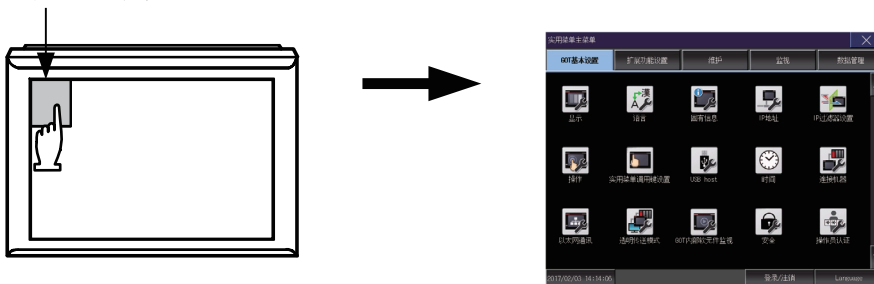 实用菜单主菜单
GOT基本设置 扩展功能设置 维护 监视 数据管理
显示 语言 固有信息 IP地址 IP过滤器设置
操作 实用菜单调用键设置 USB host 时间 连接机器
以太网通讯 透明传送模式 GOT内部软元件监视 安全 操作员认证
2017/02/03 14:14:06 登录/注销 Language